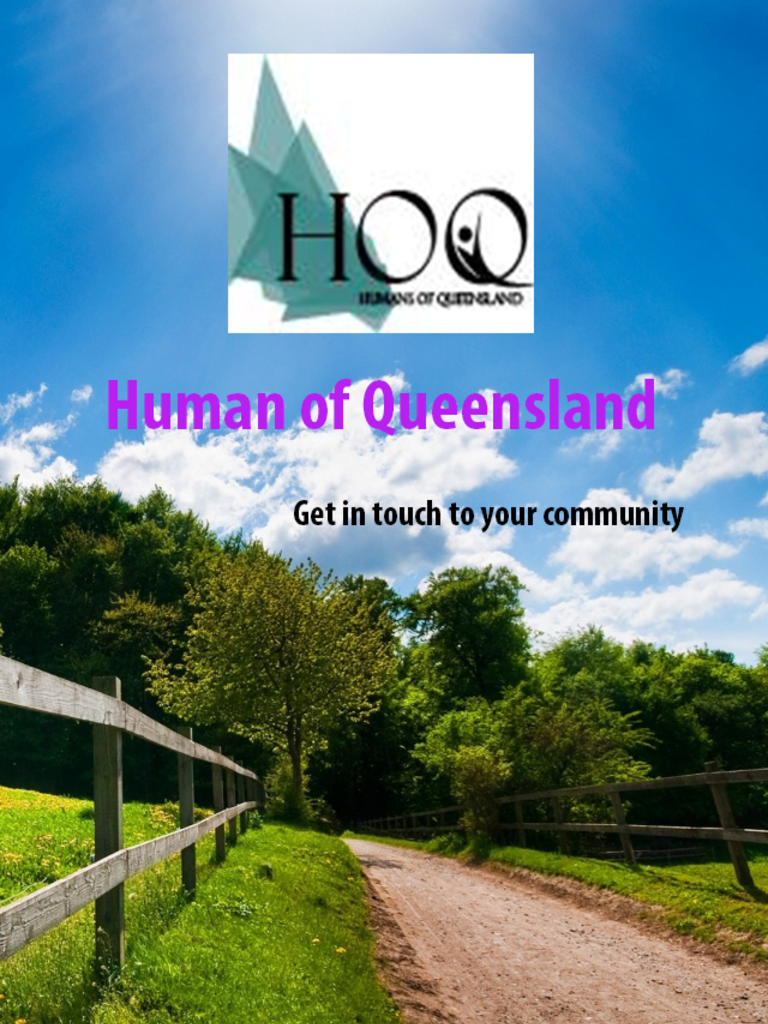 HOQ
HUMANS OF QUEENSLAND
Human of Queensland
Get in touch to your community